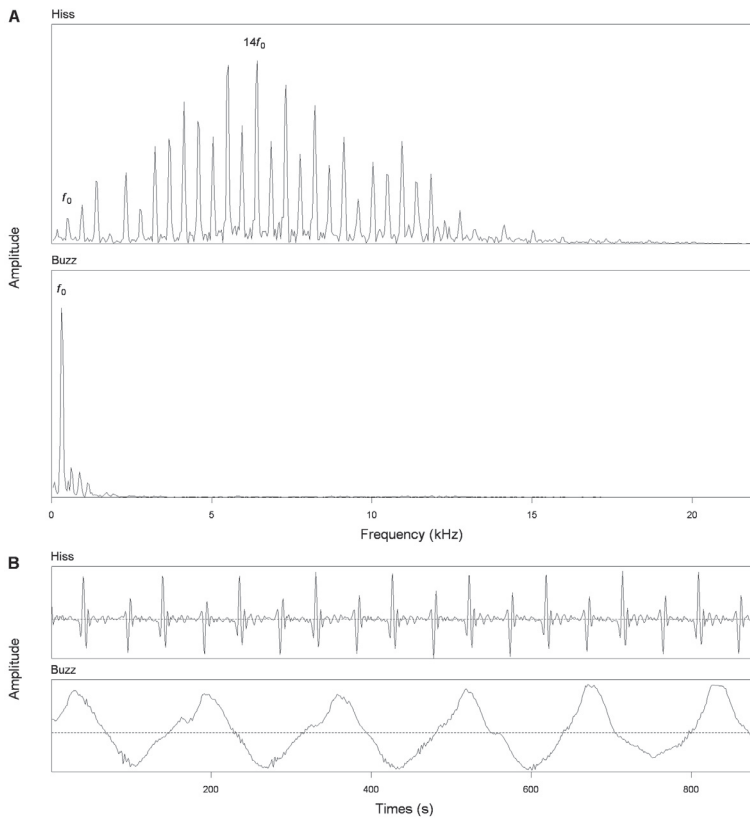 A
Hiss
f₀
14f₀
Amplitude
Buzz
f₀
0 5 10 15 20
Frequency (kHz)
B
Hiss
Amplitude
Buzz
200 400 600 800
Times (s)